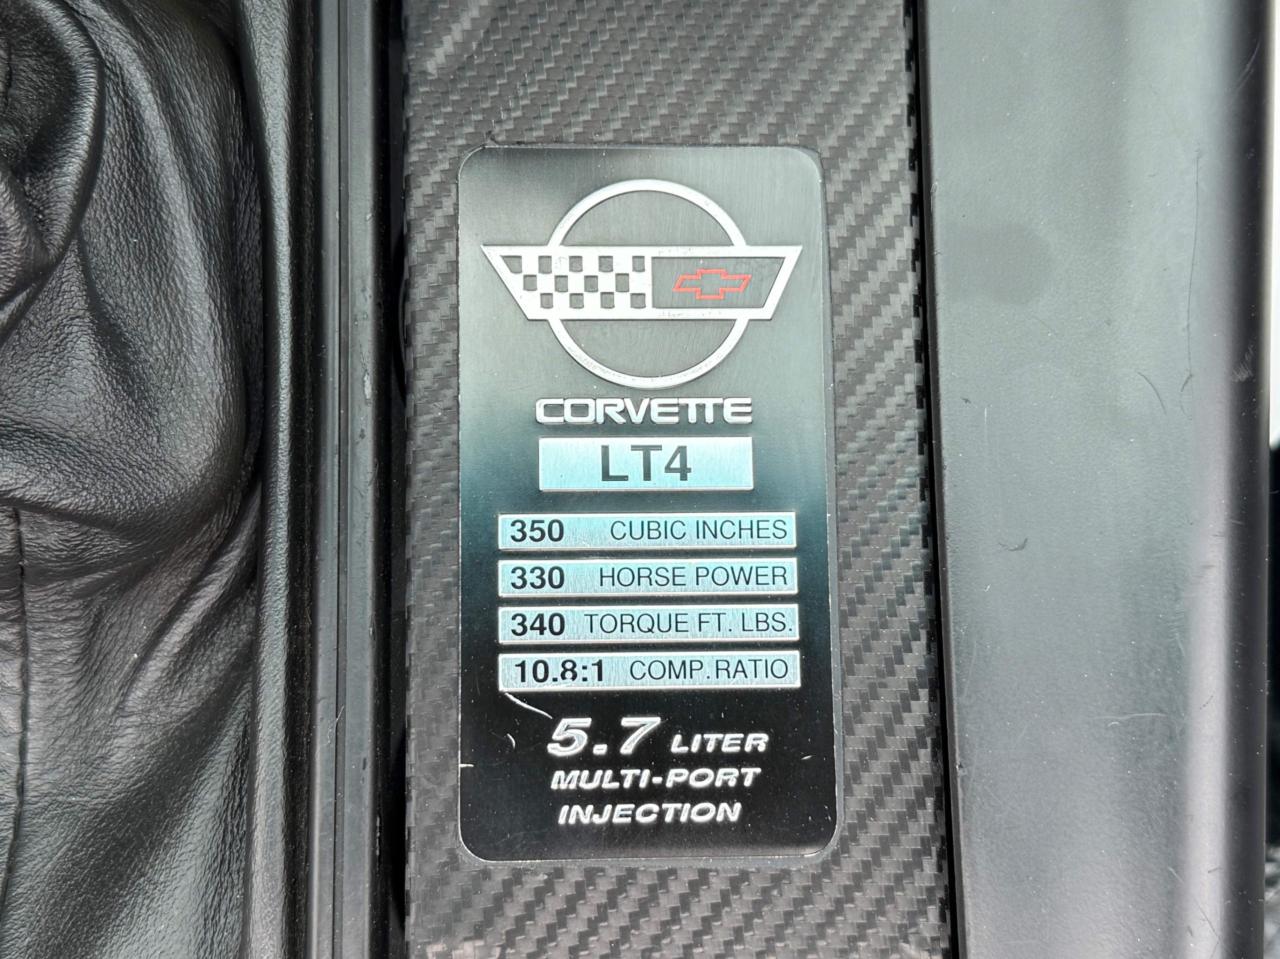 CORVETTE
LT4
350 CUBIC INCHES
330 HORSE POWER
340 TORQUE FT. LBS.
10.8:1 COMP. RATIO
5.7 LITER
MULTI-PORT
INJECTION